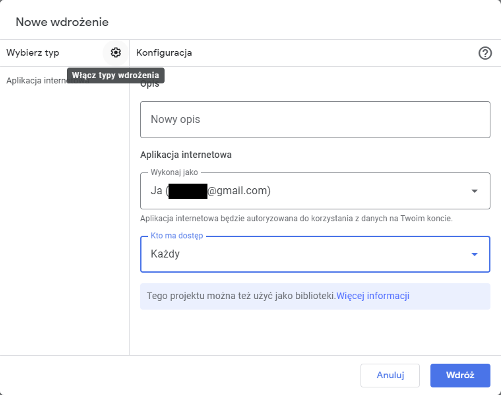 Nowe wdrożenie
Wybierz typ
Konfiguracja
Włącz typy wdrożenia
Aplikacja interne
Opis
Nowy opis
Aplikacja internetowa
Wykonaj jako
Ja ( @gmail.com)
Aplikacja internetowa będzie autoryzowana do korzystania z danych na Twoim koncie.
Kto ma dostęp
Każdy
Tego projektu można też użyć jako biblioteki.Więcej informacji
Anuluj
Wdróż